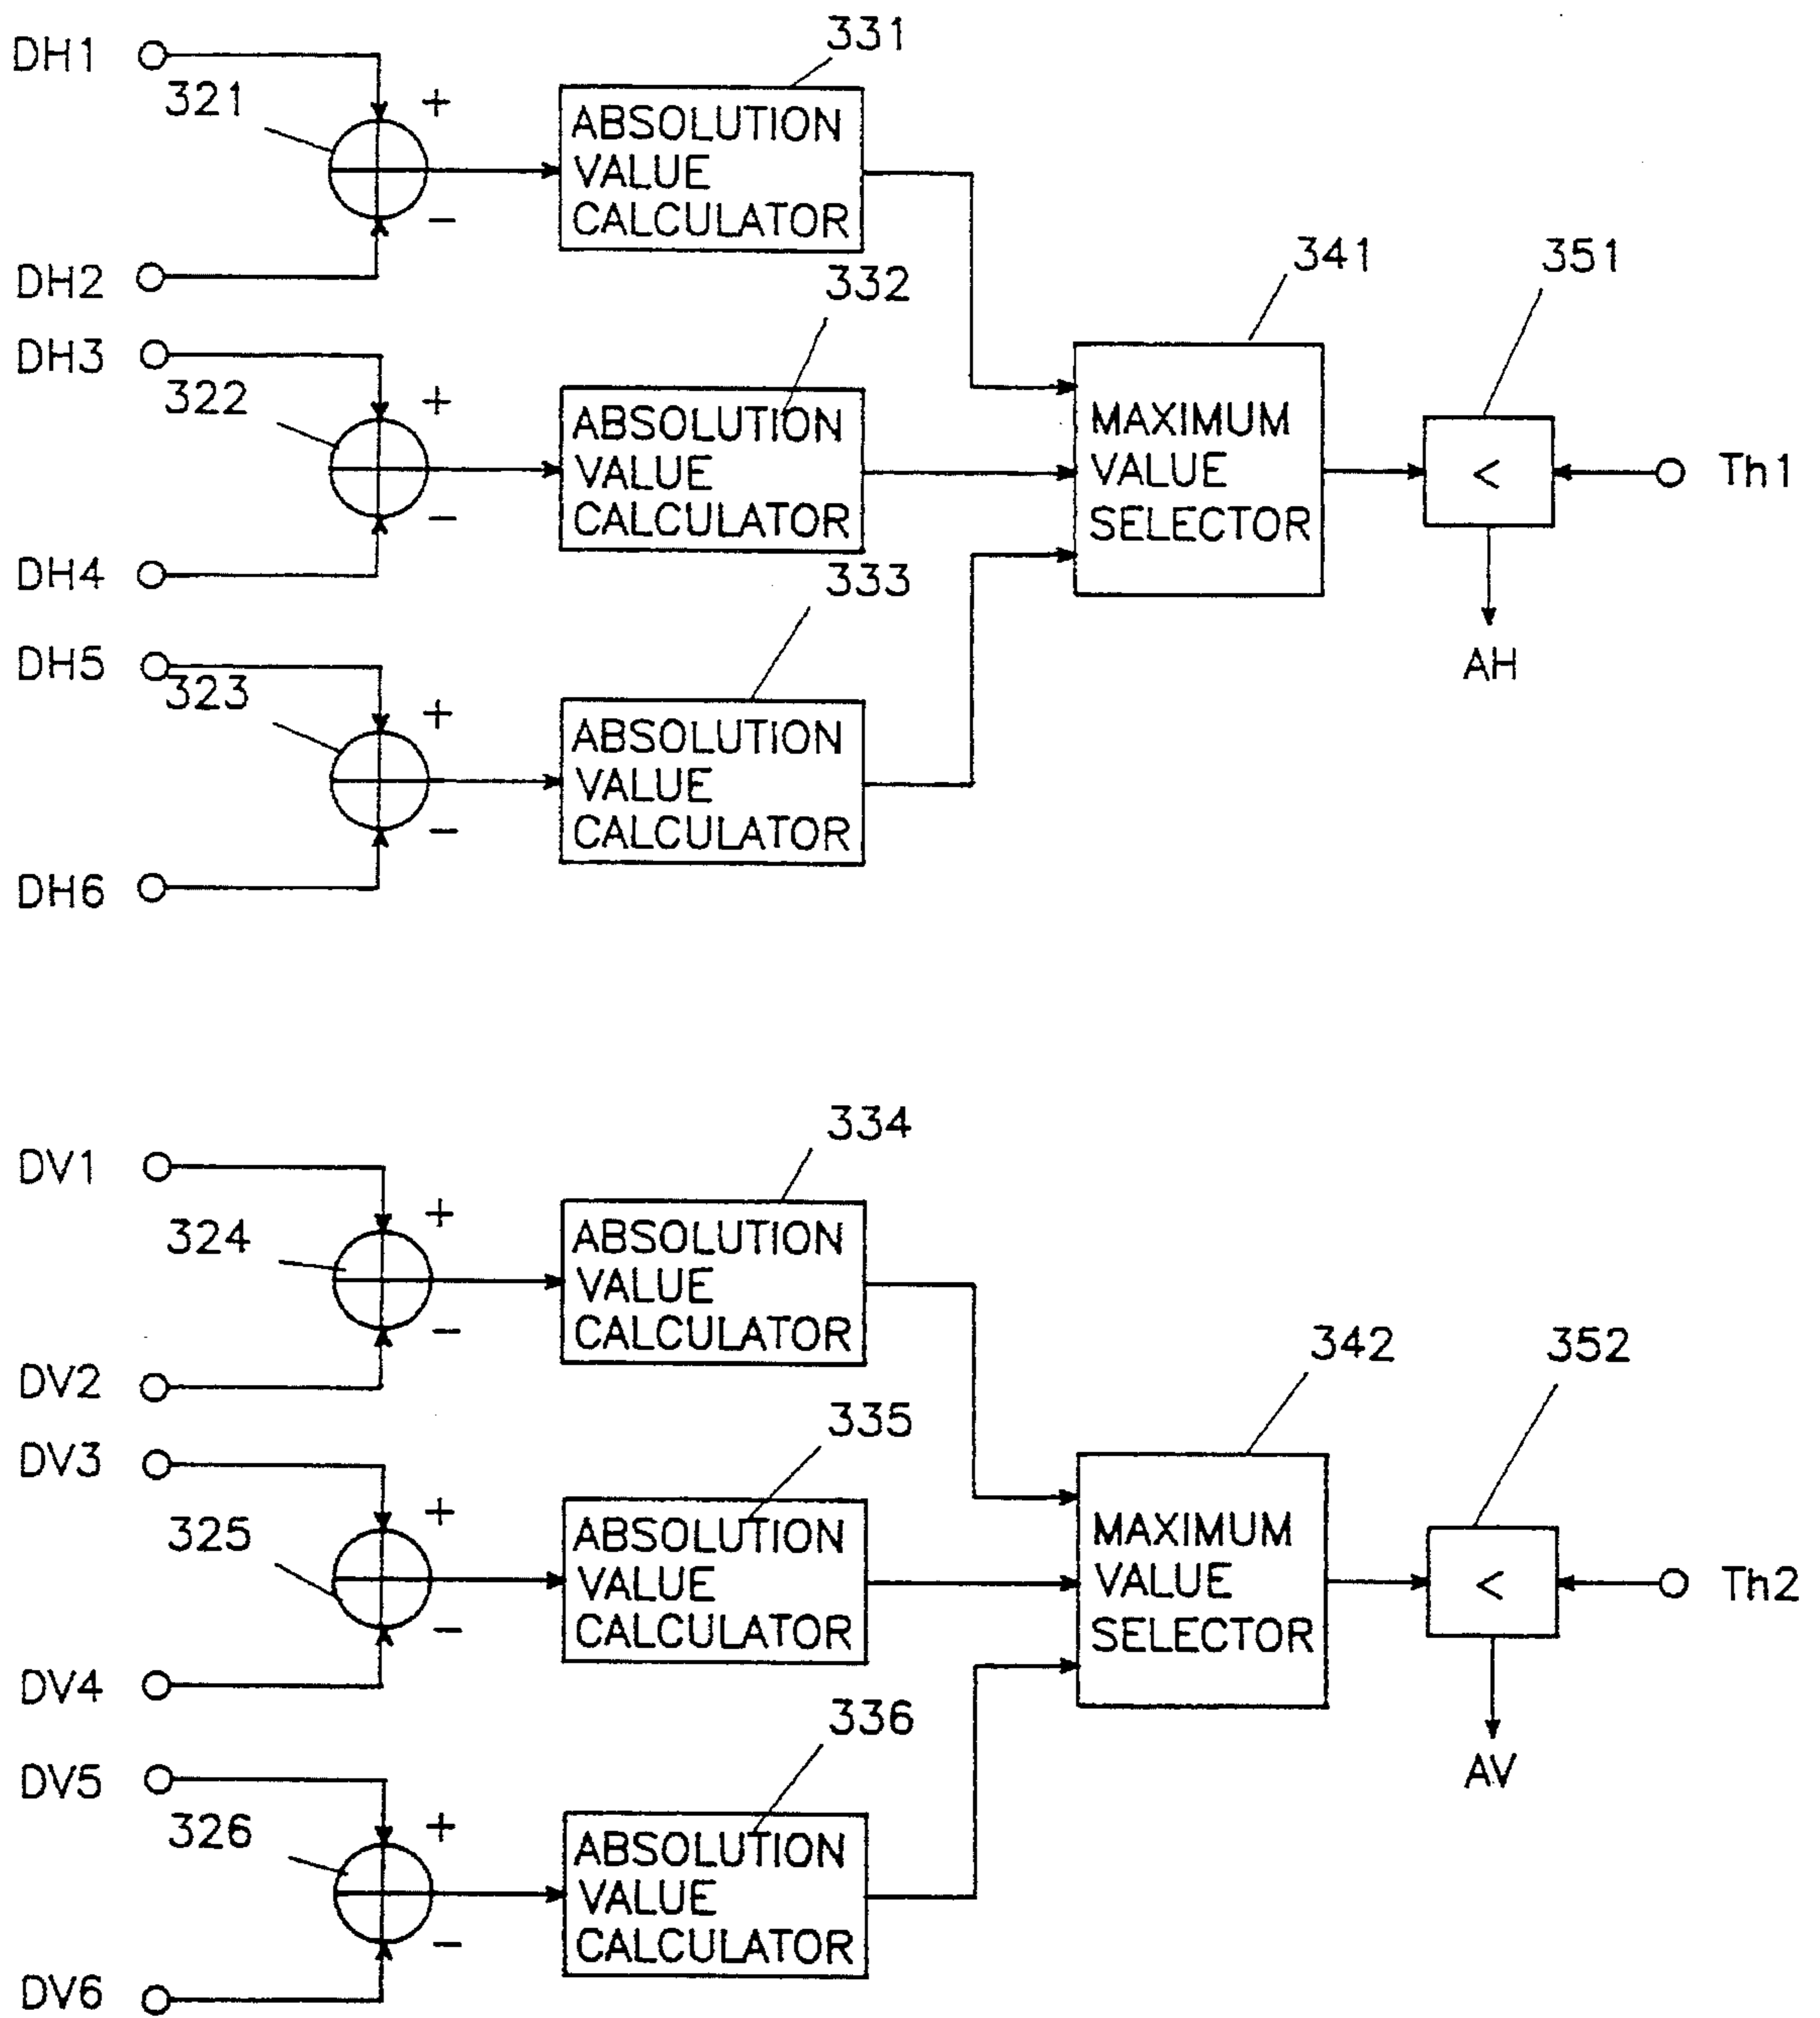 DH1
321
+
−
DH2
331
ABSOLUTION
VALUE
CALCULATOR
DH3
322
+
−
DH4
332
ABSOLUTION
VALUE
CALCULATOR
DH5
323
+
−
DH6
333
ABSOLUTION
VALUE
CALCULATOR
341
MAXIMUM
VALUE
SELECTOR
351
<
Th1
AH
DV1
324
+
−
DV2
334
ABSOLUTION
VALUE
CALCULATOR
DV3
325
+
−
DV4
335
ABSOLUTION
VALUE
CALCULATOR
DV5
326
+
−
DV6
336
ABSOLUTION
VALUE
CALCULATOR
342
MAXIMUM
VALUE
SELECTOR
352
<
Th2
AV